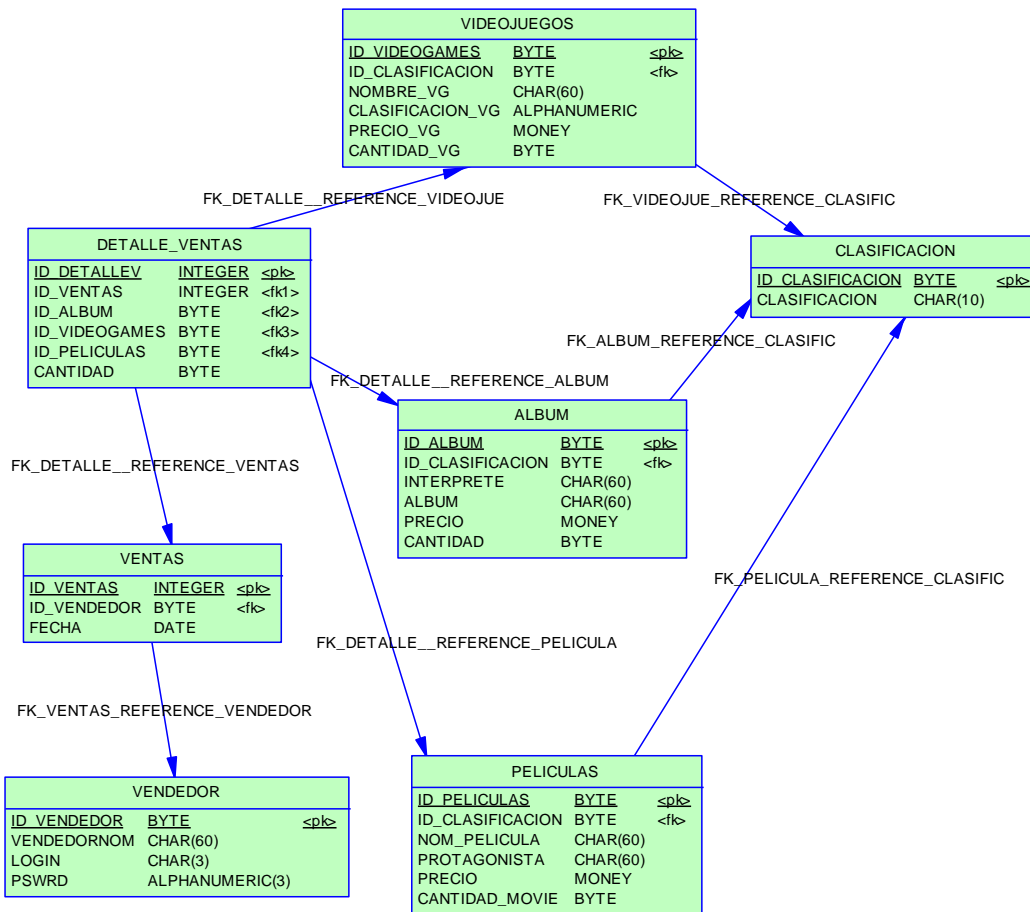 VIDEOJUEGOS
ID_VIDEOGAMES BYTE <pk>
ID_CLASIFICACION BYTE <fk>
NOMBRE_VG CHAR(60)
CLASIFICACION_VG ALPHANUMERIC
PRECIO_VG MONEY
CANTIDAD_VG BYTE
FK_DETALLE__REFERENCE_VIDEOJUE
FK_VIDEOJUE_REFERENCE_CLASIFIC
DETALLE_VENTAS
ID_DETALLEV INTEGER <pk>
ID_VENTAS INTEGER <fk1>
ID_ALBUM BYTE <fk2>
ID_VIDEOGAMES BYTE <fk3>
ID_PELICULAS BYTE <fk4>
CANTIDAD BYTE
CLASIFICACION
ID_CLASIFICACION BYTE <pk>
CLASIFICACION CHAR(10)
FK_ALBUM_REFERENCE_CLASIFIC
FK_DETALLE__REFERENCE_ALBUM
ALBUM
ID_ALBUM BYTE <pk>
ID_CLASIFICACION BYTE <fk>
INTERPRETE CHAR(60)
ALBUM CHAR(60)
PRECIO MONEY
CANTIDAD BYTE
FK_DETALLE__REFERENCE_VENTAS
VENTAS
ID_VENTAS INTEGER <pk>
ID_VENDEDOR BYTE <fk>
FECHA DATE
FK_PELICULA_REFERENCE_CLASIFIC
FK_DETALLE__REFERENCE_PELICULA
FK_VENTAS_REFERENCE_VENDEDOR
VENDEDOR
ID_VENDEDOR BYTE <pk>
VENDEDORNOM CHAR(60)
LOGIN CHAR(3)
PSWRD ALPHANUMERIC(3)
PELICULAS
ID_PELICULAS BYTE <pk>
ID_CLASIFICACION BYTE <fk>
NOM_PELICULA CHAR(60)
PROTAGONISTA CHAR(60)
PRECIO MONEY
CANTIDAD_MOVIE BYTE